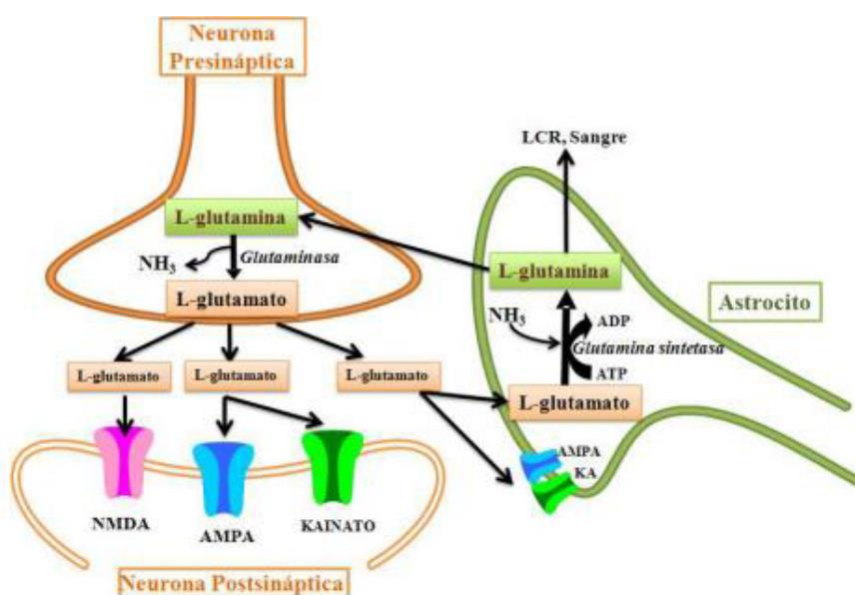 Neurona
Presináptica
LCR, Sangre
L-glutamina
NH₃
Glutaminasa
L-glutamato
L-glutamina
Astrocito
NH₃
ADP
Glutamina sintetasa
ATP
L-glutamato
L-glutamato
L-glutamato
L-glutamato
AMPA
KA
NMDA
AMPA
KAINATO
Neurona Postsináptica